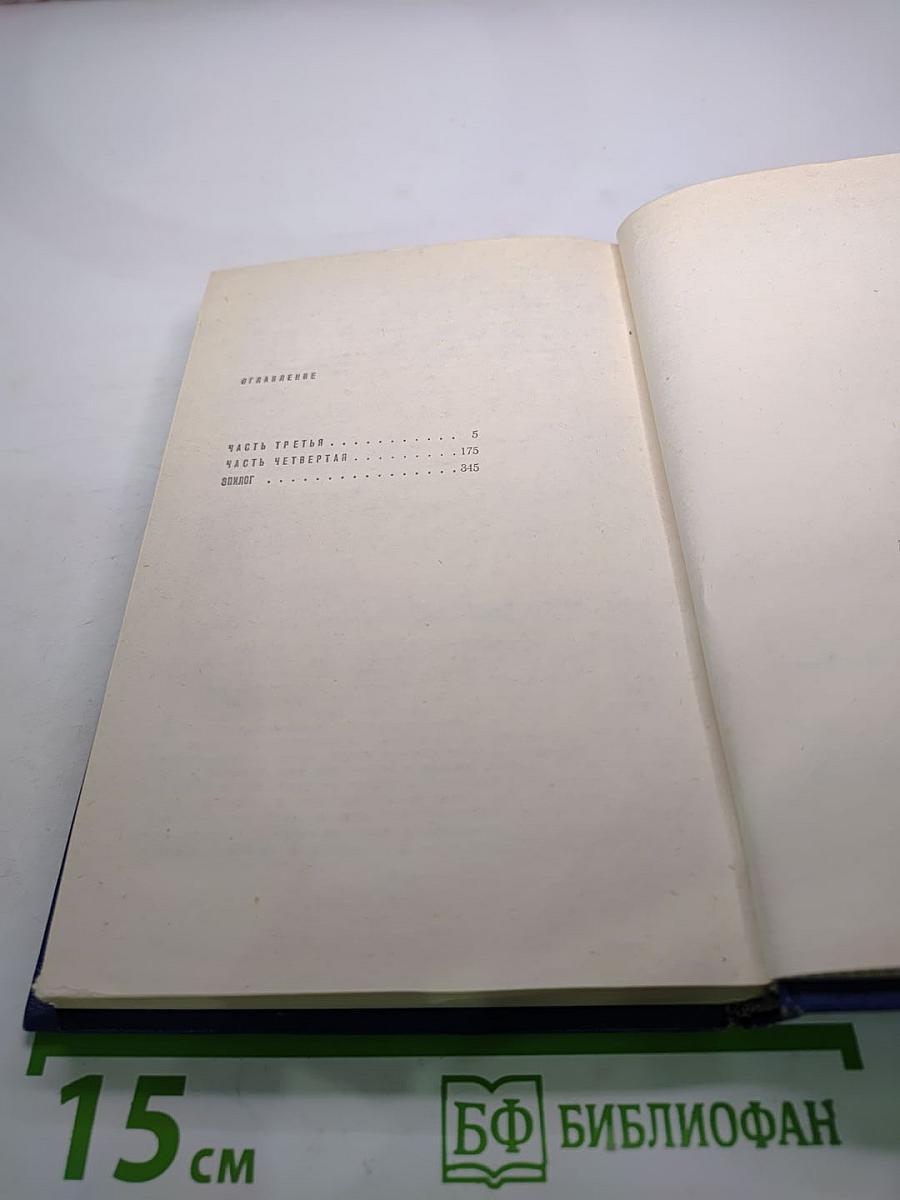 ОГЛАВЛЕНИЕ
ЧАСТЬ ТРЕТЬЯ . . . . . . . . . . . 5
ЧАСТЬ ЧЕТВЕРТАЯ . . . . . . . . . 175
ЭПИЛОГ . . . . . . . . . . . . . . . . 345
15 см
БФ БИБЛИОФАН